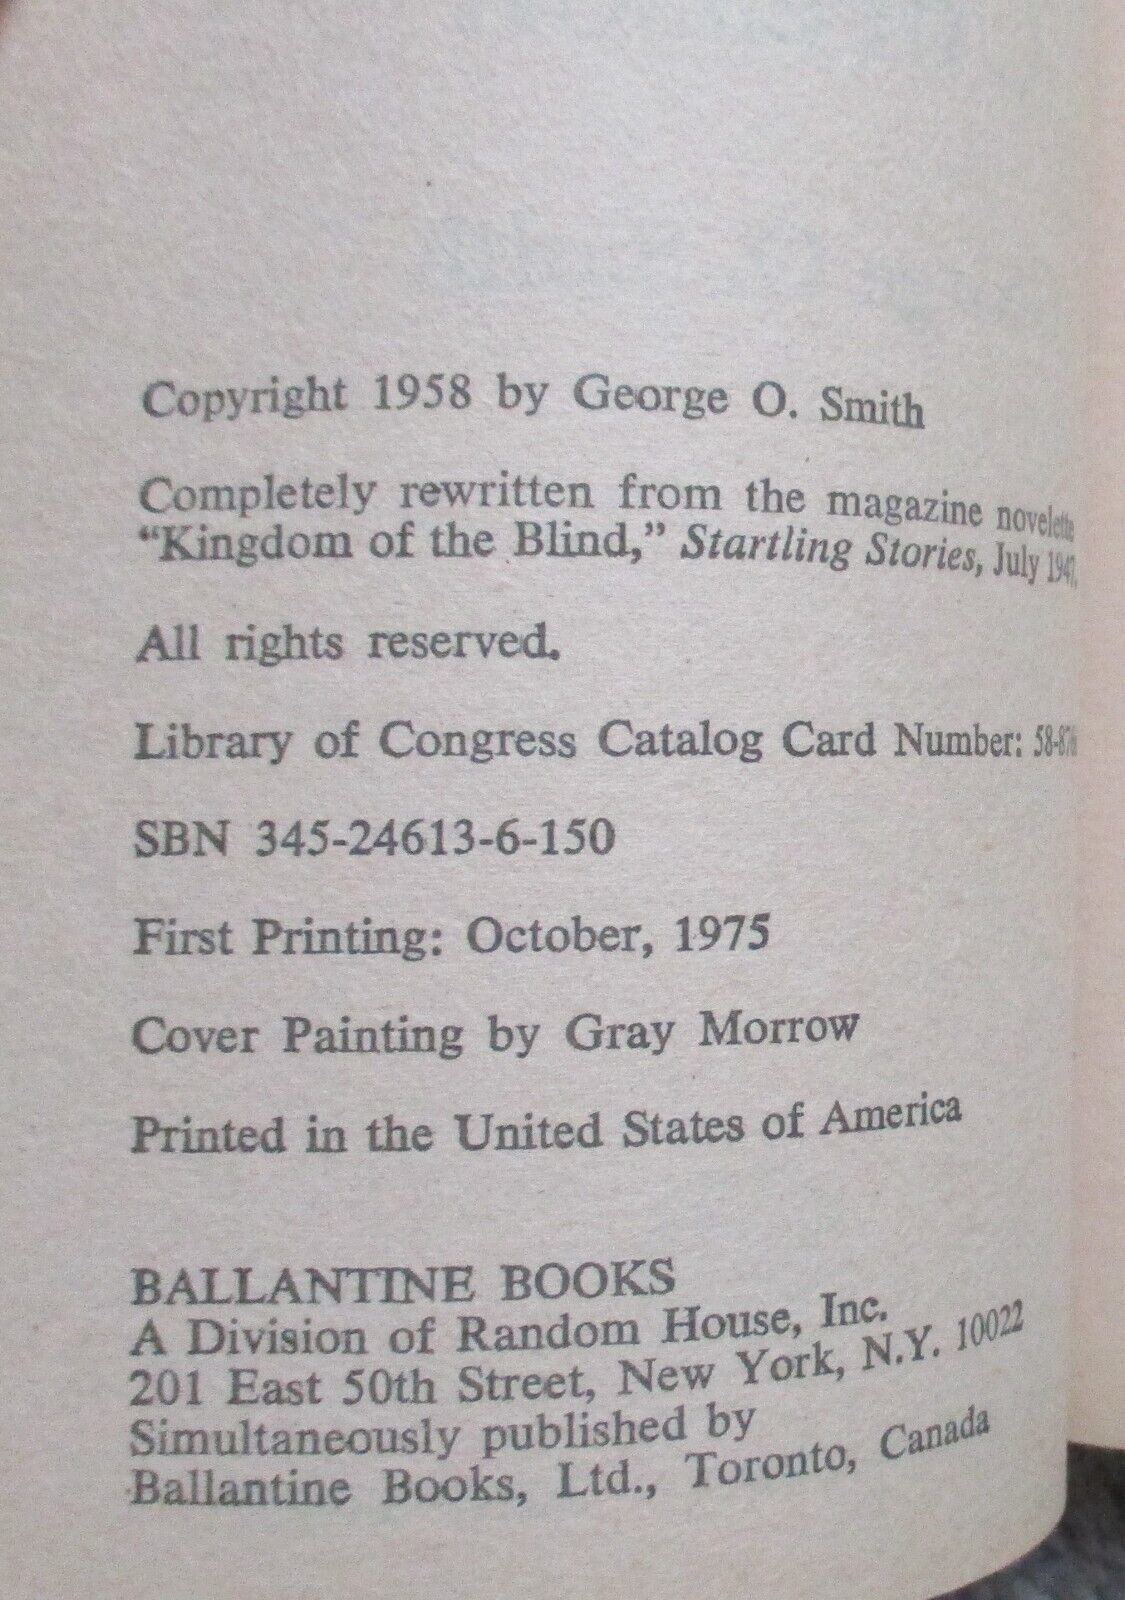 Copyright 1958 by George O. Smith
Completely rewritten from the magazine novelette
"Kingdom of the Blind," Startling Stories, July 1947.
All rights reserved.
Library of Congress Catalog Card Number:
SBN 345-24613-6-150
First Printing: October, 1975
Cover Painting by Gray Morrow
Printed in the United States of America
BALLANTINE BOOKS
A Division of Random House, Inc.
201 East 50th Street, New York, N.Y. 10022
Simultaneously published by
Ballantine Books, Ltd., Toronto, Canada